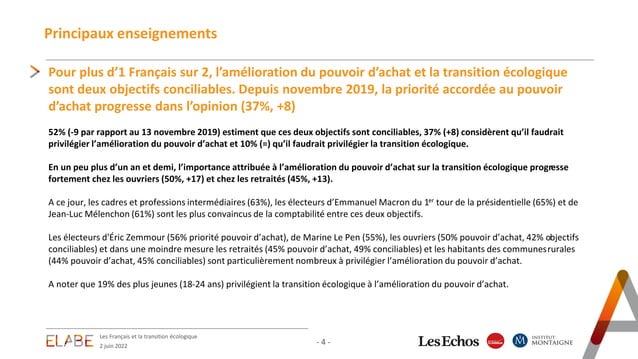 Principaux enseignements
Pour plus d’1 Français sur 2, l’amélioration du pouvoir d’achat et la transition écologique
sont deux objectifs conciliables. Depuis novembre 2019, la priorité accordée au pouvoir
d’achat progresse dans l’opinion (37%, +8)
52% (-9 par rapport au 13 novembre 2019) estiment que ces deux objectifs sont conciliables, 37% (+8) considèrent qu’il faudrait
privilégier l’amélioration du pouvoir d’achat et 10% (=) qu’il faudrait privilégier la transition écologique.
En un peu plus d’un an et demi, l’importance attribuée à l’amélioration du pouvoir d’achat sur la transition écologique progresse
fortement chez les ouvriers (50%, +17) et chez les retraités (45%, +13).
A ce jour, les cadres et professions intermédiaires (63%), les électeurs d’Emmanuel Macron du 1er tour de la présidentielle (65%) et de
Jean-Luc Mélenchon (61%) sont les plus convaincus de la comptabilité entre ces deux objectifs.
Les électeurs d'Éric Zemmour (56% priorité pouvoir d’achat), de Marine Le Pen (55%), les ouvriers (50% pouvoir d’achat, 42% objectifs
conciliables) et dans une moindre mesure les retraités (45% pouvoir d’achat, 49% conciliables) et les habitants des communes rurales
(44% pouvoir d’achat, 45% conciliables) sont particulièrement nombreux à privilégier l’amélioration du pouvoir d’achat.
A noter que 19% des plus jeunes (18-24 ans) privilégient la transition écologique à l’amélioration du pouvoir d’achat.
ELABE
Les Français et la transition écologique
2 juin 2022
- 4 -
Les Echos
INSTITUT
MONTAIGNE